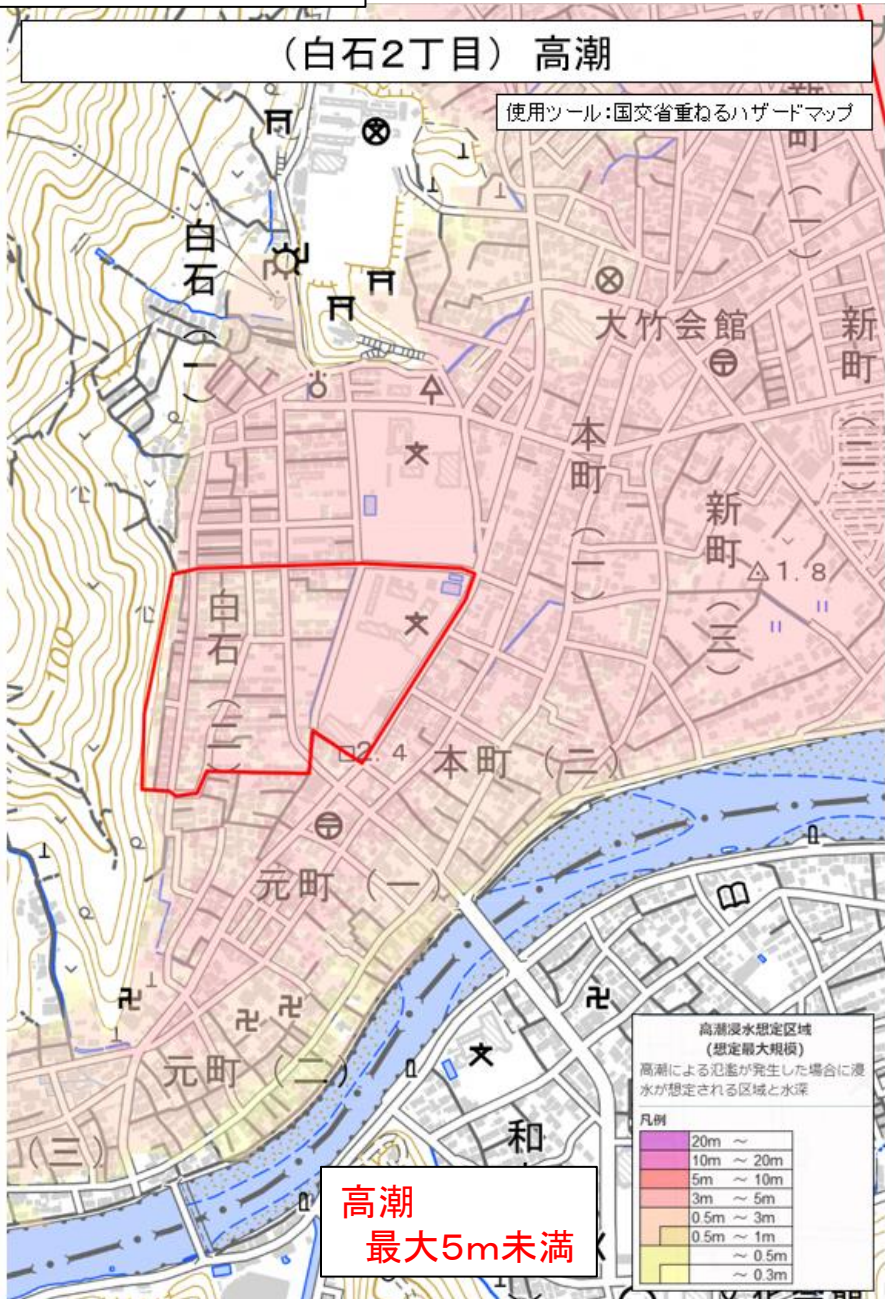 （白石2丁目） 高潮
使用ツール：国交省重ねるハザードマップ
新町（一）
白石（一）
大竹会館
新町（二）
本町（一）
新町（三）
1.8
白石（二）
100
2.4
本町（二）
元町（一）
元町（二）
（三）
和
高潮
最大5m未満
高潮浸水想定区域
(想定最大規模)
高潮による氾濫が発生した場合に浸
水が想定される区域と水深
凡例
20m ～
10m ～ 20m
5m ～ 10m
3m ～ 5m
0.5m ～ 3m
0.5m ～ 1m
～ 0.5m
～ 0.3m